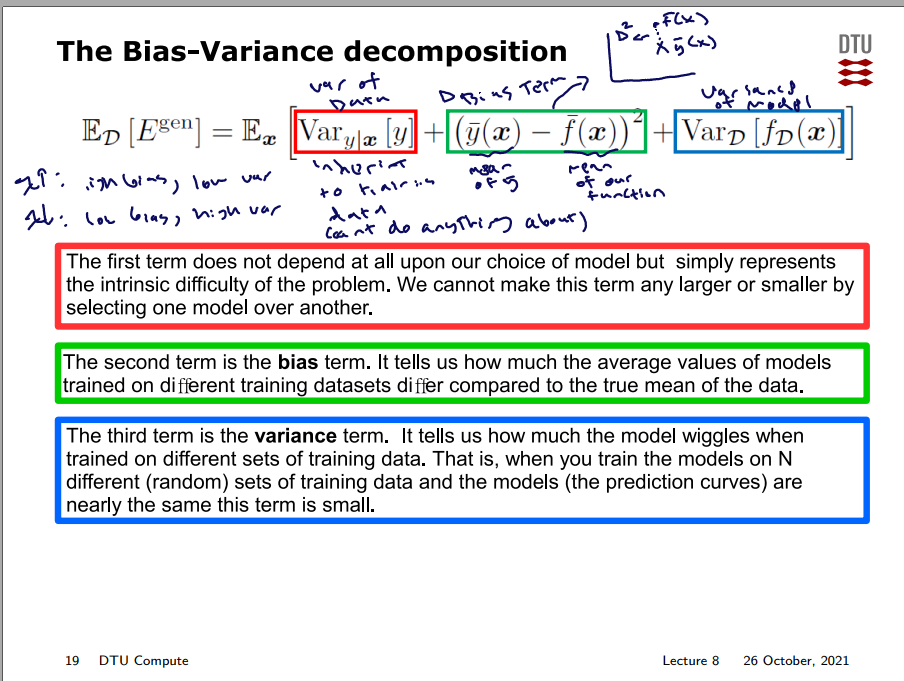 The Bias–Variance decomposition
DTU
f(x)
D²
ȳ(x)
var of
Data
Bias Term
Variance
of model
𝔼_𝒟 [E^gen] = 𝔼_𝒙 [Var_{y|𝒙} [y] + (ȳ(𝒙) − f̄(𝒙))² + Var_𝒟 [f_𝒟(𝒙)]]
inherint
to training
data
(cant do anything about)
mean
of y
mean
of our
function
λ↑: high bias, low var
λ↓: low bias, high var
The first term does not depend at all upon our choice of model but simply represents
the intrinsic difficulty of the problem. We cannot make this term any larger or smaller by
selecting one model over another.
The second term is the bias term. It tells us how much the average values of models
trained on different training datasets differ compared to the true mean of the data.
The third term is the variance term. It tells us how much the model wiggles when
trained on different sets of training data. That is, when you train the models on N
different (random) sets of training data and the models (the prediction curves) are
nearly the same this term is small.
19 DTU Compute
Lecture 8 26 October, 2021